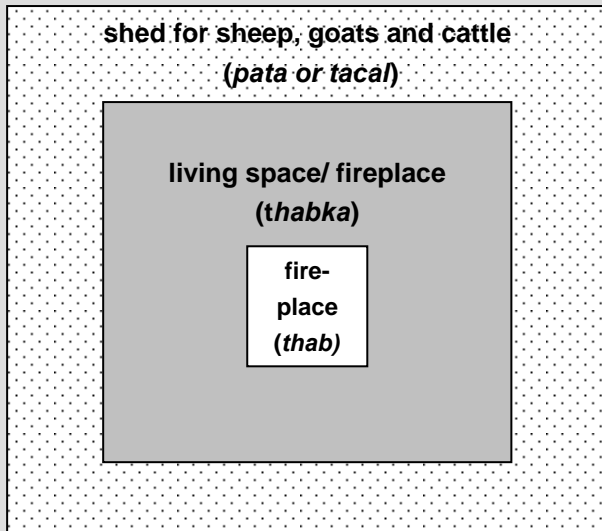 shed for sheep, goats and cattle
(pata or tacal)
living space/ fireplace
(thabka)
fire-
place
(thab)